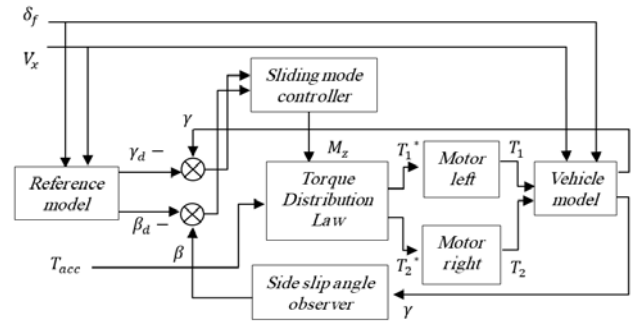 δ_f
V_x
Sliding mode
controller
γ
γ_d −
M_z
T_1^*
Motor
left
T_1
Reference
model
Torque
Distribution
Law
Vehicle
model
β_d −
β
T_acc
T_2^*
Motor
right
T_2
Side slip angle
observer
γ